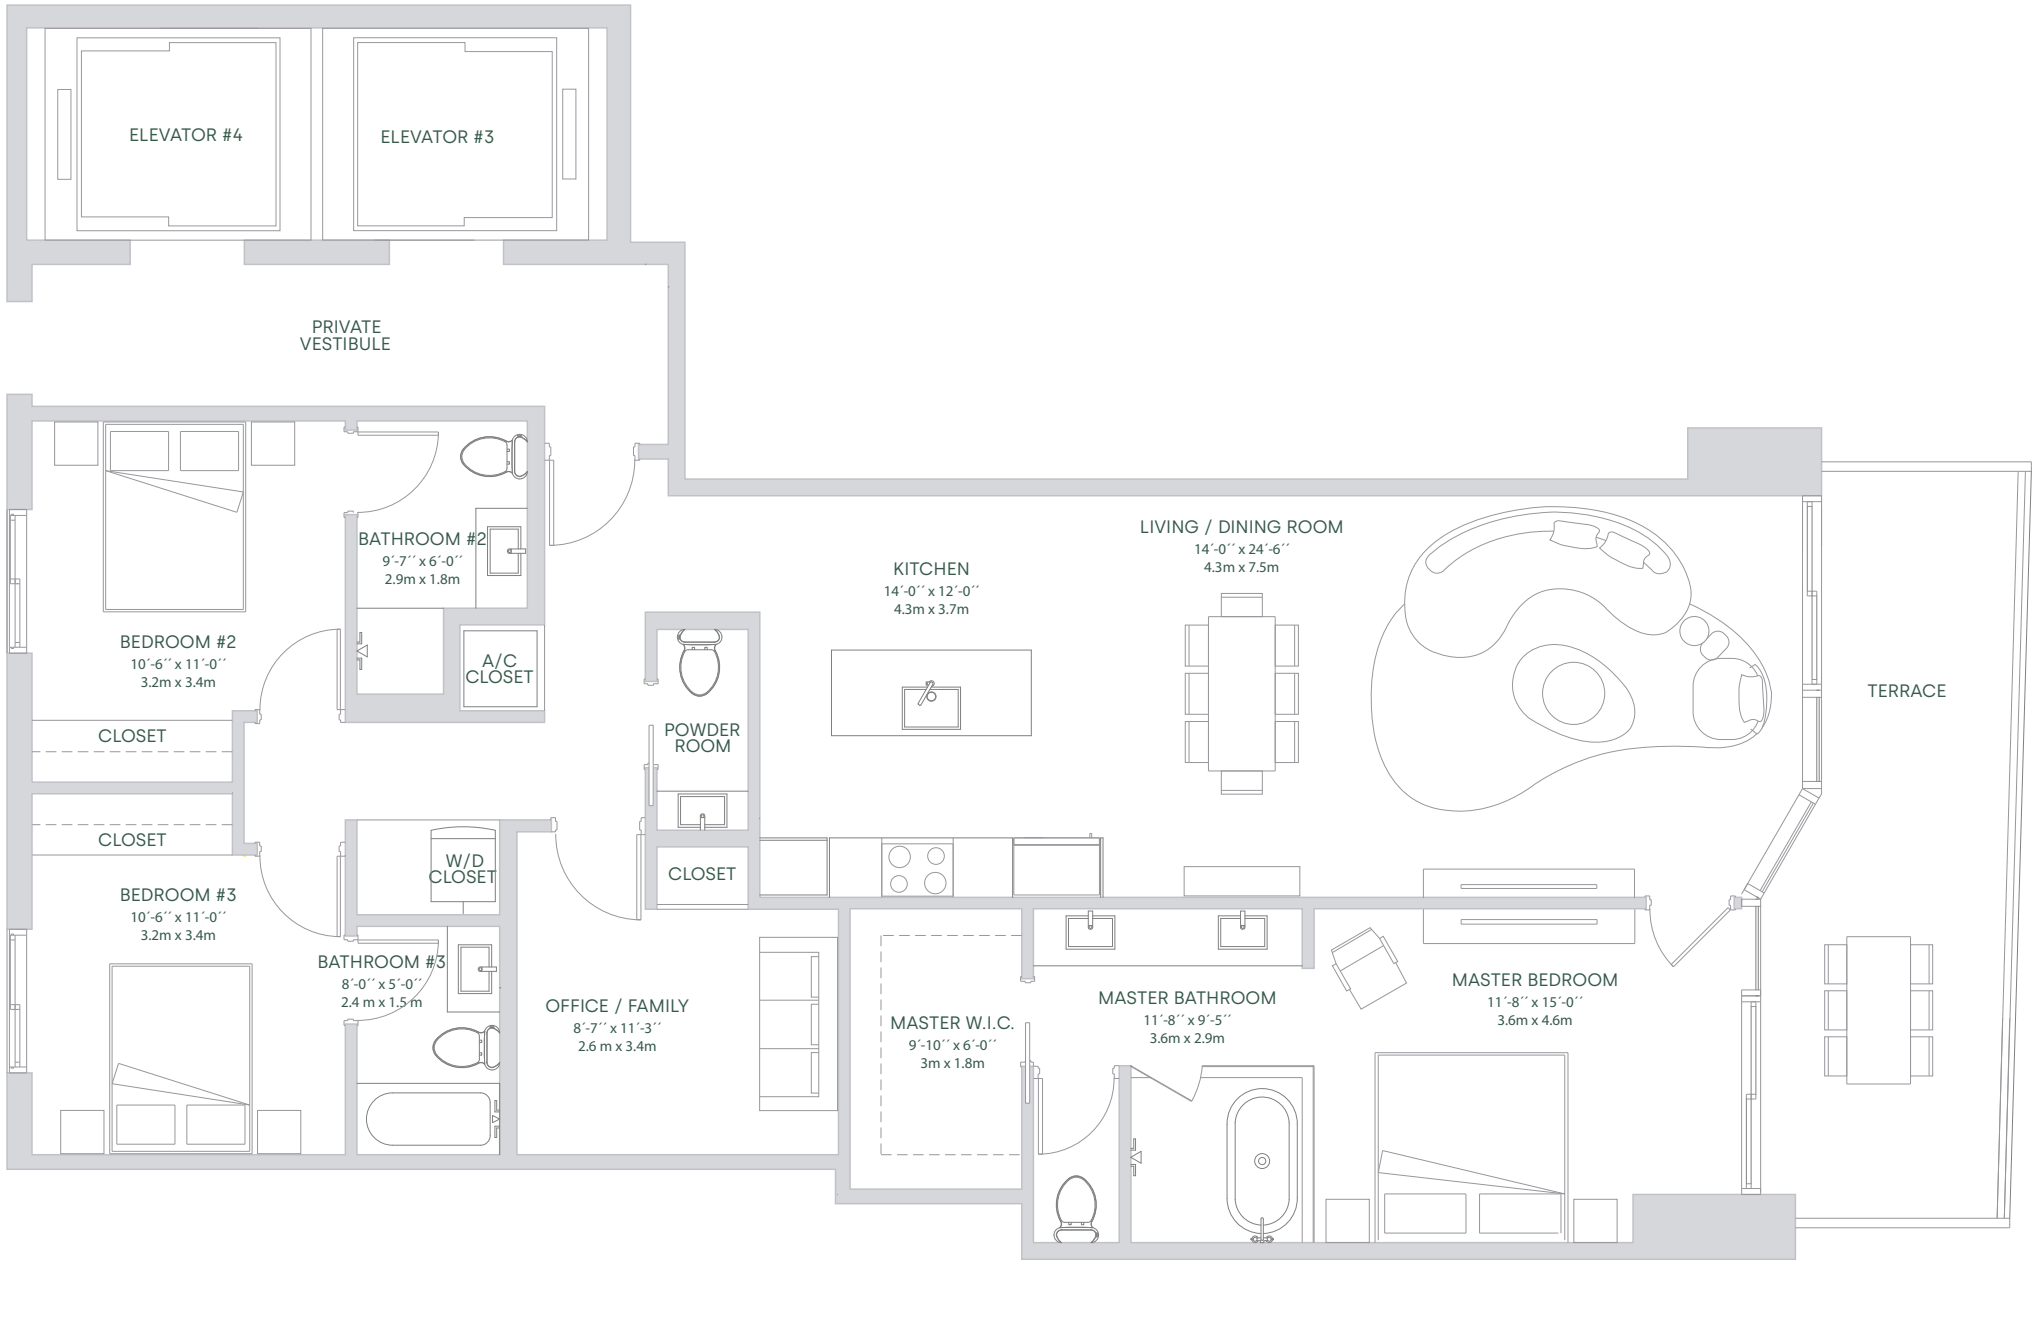 ELEVATOR #4
ELEVATOR #3
PRIVATE
VESTIBULE
BATHROOM #2
9´-7´´ x 6´-0´´
2.9m x 1.8m
BEDROOM #2
10´-6´´ x 11´-0´´
3.2m x 3.4m
A/C
CLOSET
CLOSET
POWDER
ROOM
KITCHEN
14´-0´´ x 12´-0´´
4.3m x 3.7m
LIVING / DINING ROOM
14´-0´´ x 24´-6´´
4.3m x 7.5m
TERRACE
CLOSET
BEDROOM #3
10´-6´´ x 11´-0´´
3.2m x 3.4m
W/D
CLOSET
CLOSET
BATHROOM #3
8´-0´´ x 5´-0´´
2.4 m x 1.5 m
OFFICE / FAMILY
8´-7´´ x 11´-3´´
2.6 m x 3.4m
MASTER W.I.C.
9´-10´´ x 6´-0´´
3m x 1.8m
MASTER BATHROOM
11´-8´´ x 9´-5´´
3.6m x 2.9m
MASTER BEDROOM
11´-8´´ x 15´-0´´
3.6m x 4.6m